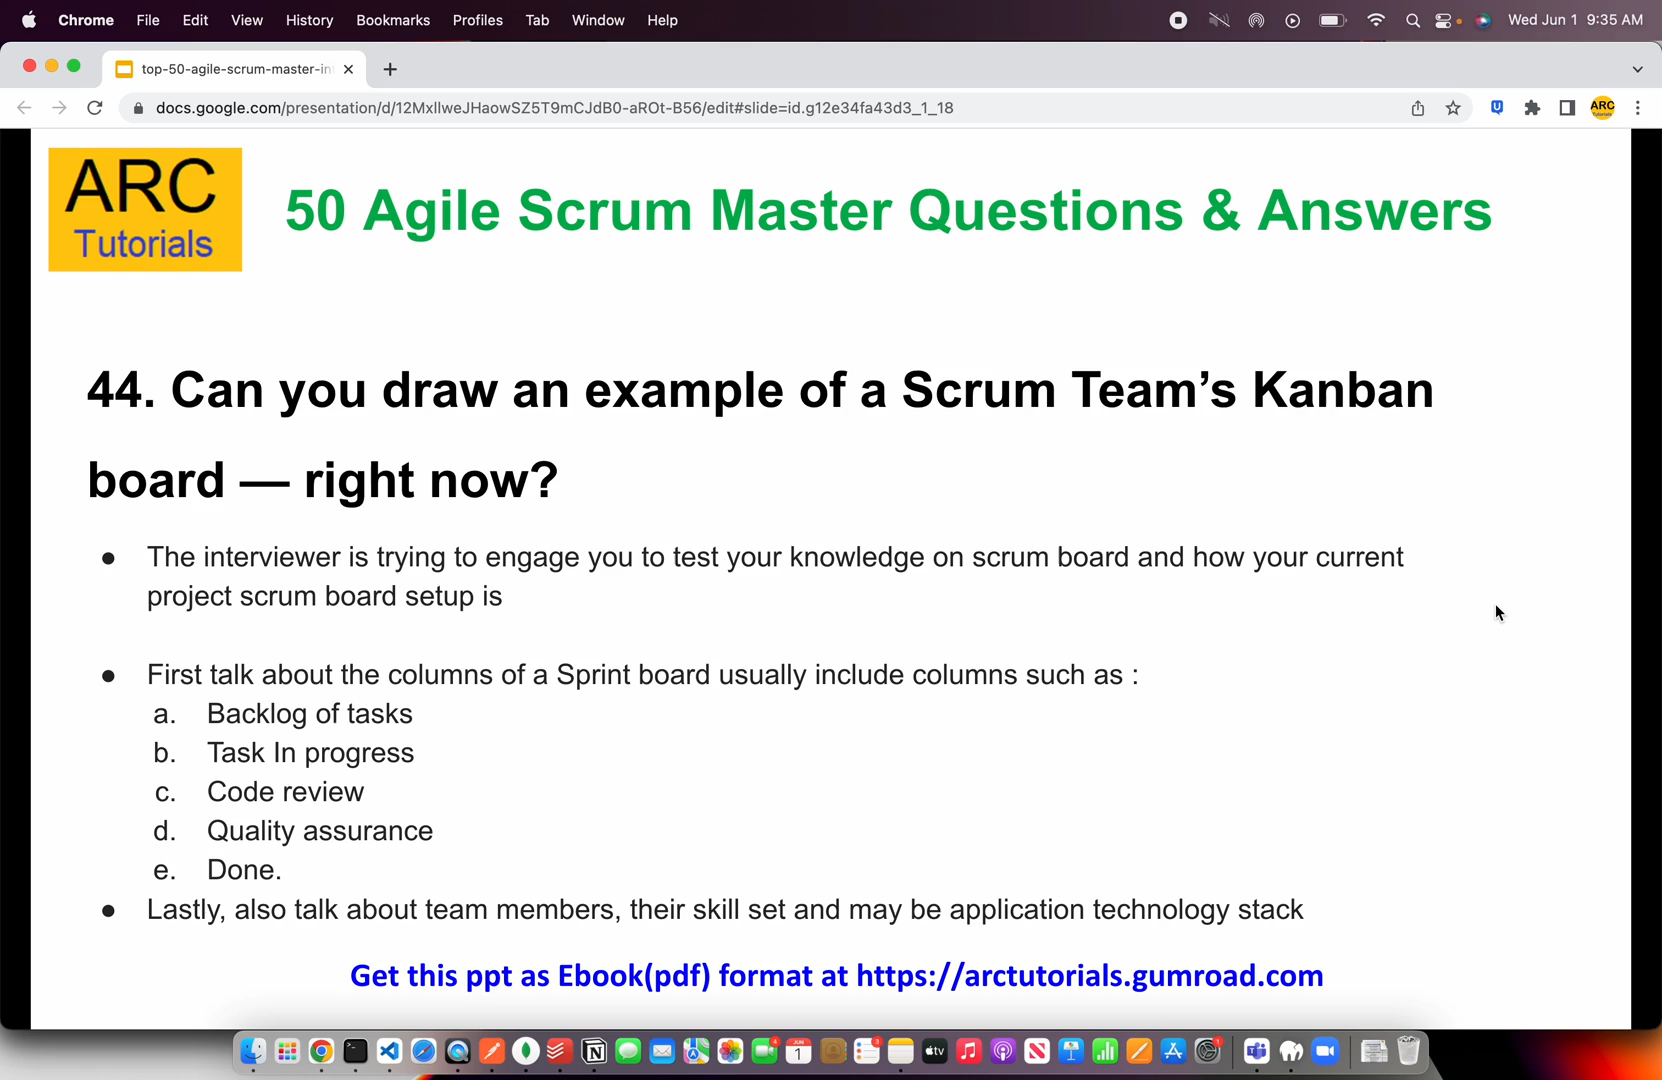 Chrome File Edit View History Bookmarks Profiles Tab Window Help Wed Jun 1 9:35 AM
top-50-agile-scrum-master-in
docs.google.com/presentation/d/12MxllweJHaowSZ5T9mCJdB0-aROt-B56/edit#slide=id.g12e34fa43d3_1_18
ARC
Tutorials
50 Agile Scrum Master Questions & Answers
44. Can you draw an example of a Scrum Team’s Kanban
board — right now?
● The interviewer is trying to engage you to test your knowledge on scrum board and how your current
project scrum board setup is
● First talk about the columns of a Sprint board usually include columns such as :
a. Backlog of tasks
b. Task In progress
c. Code review
d. Quality assurance
e. Done.
● Lastly, also talk about team members, their skill set and may be application technology stack
Get this ppt as Ebook(pdf) format at https://arctutorials.gumroad.com